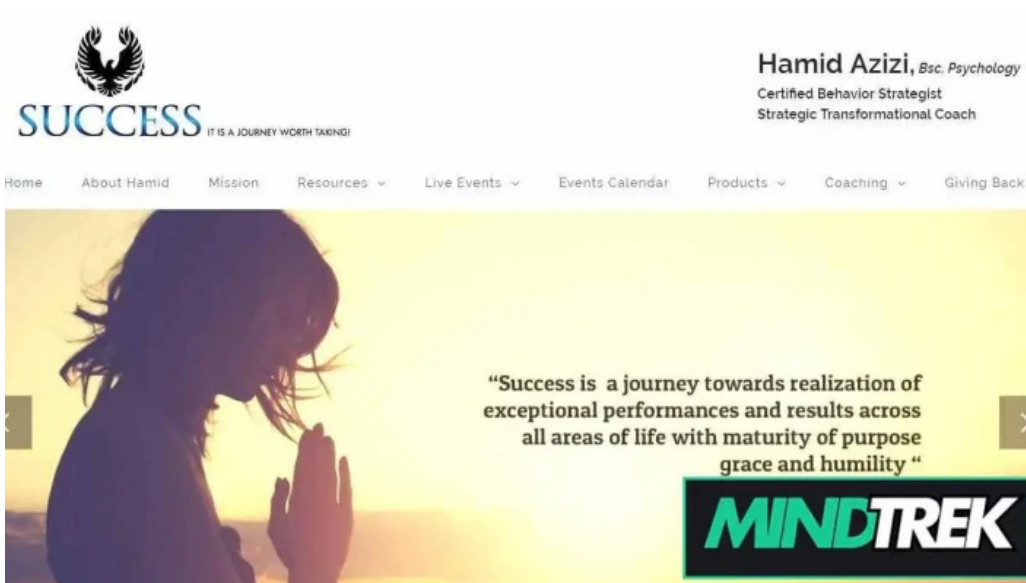 SUCCESS IT IS A JOURNEY WORTH TAKING!
Hamid Azizi, Bsc. Psychology
Certified Behavior Strategist
Strategic Transformational Coach
Home About Hamid Mission Resources Live Events Events Calendar Products Coaching Giving Back
“Success is a journey towards realization of
exceptional performances and results across
all areas of life with maturity of purpose
grace and humility “
MINDTREK